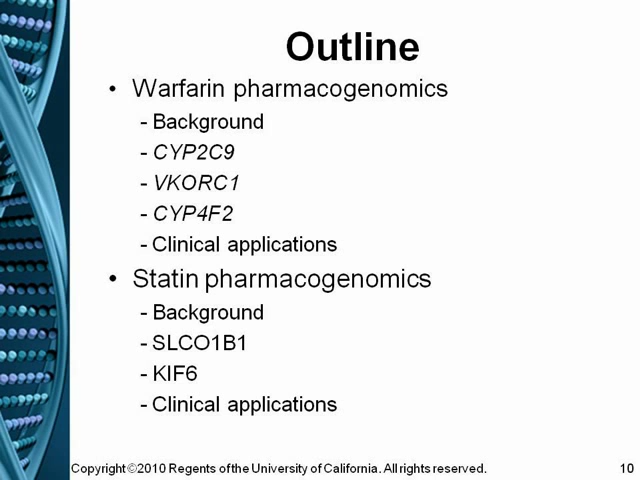 Outline
• Warfarin pharmacogenomics
- Background
- CYP2C9
- VKORC1
- CYP4F2
- Clinical applications
• Statin pharmacogenomics
- Background
- SLCO1B1
- KIF6
- Clinical applications
Copyright ©2010 Regents of the University of California. All rights reserved. 10